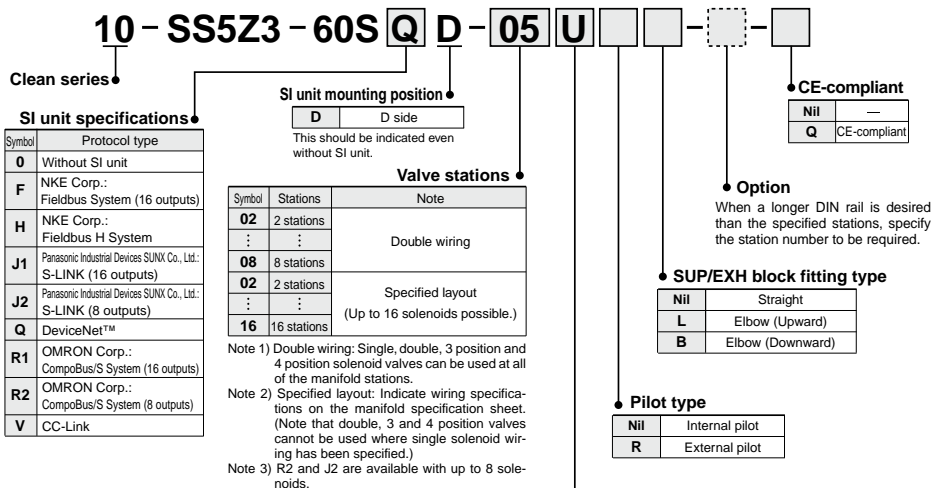 10 - SS5Z3 - 60S Q D - 05 U - -
Clean series
SI unit specifications
Symbol Protocol type
0 Without SI unit
F NKE Corp.:
Fieldbus System (16 outputs)
H NKE Corp.:
Fieldbus H System
J1 Panasonic Industrial Devices SUNX Co., Ltd.:
S-LINK (16 outputs)
J2 Panasonic Industrial Devices SUNX Co., Ltd.:
S-LINK (8 outputs)
Q DeviceNet™
R1 OMRON Corp.:
CompoBus/S System (16 outputs)
R2 OMRON Corp.:
CompoBus/S System (8 outputs)
V CC-Link
SI unit mounting position
D D side
This should be indicated even
without SI unit.
Valve stations
Symbol Stations Note
02 2 stations
⋮ ⋮ Double wiring
08 8 stations
02 2 stations
⋮ ⋮ Specified layout
(Up to 16 solenoids possible.)
16 16 stations
Note 1) Double wiring: Single, double, 3 position and
4 position solenoid valves can be used at all
of the manifold stations.
Note 2) Specified layout: Indicate wiring specifica-
tions on the manifold specification sheet.
(Note that double, 3 and 4 position valves
cannot be used where single solenoid wir-
ing has been specified.)
Note 3) R2 and J2 are available with up to 8 sole-
noids.
CE-compliant
Nil —
Q CE-compliant
Option
When a longer DIN rail is desired
than the specified stations, specify
the station number to be required.
SUP/EXH block fitting type
Nil Straight
L Elbow (Upward)
B Elbow (Downward)
Pilot type
Nil Internal pilot
R External pilot